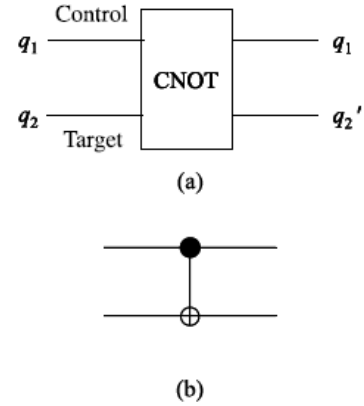 Control
q₁ CNOT q₁
q₂ q₂'
Target
(a)
(b)